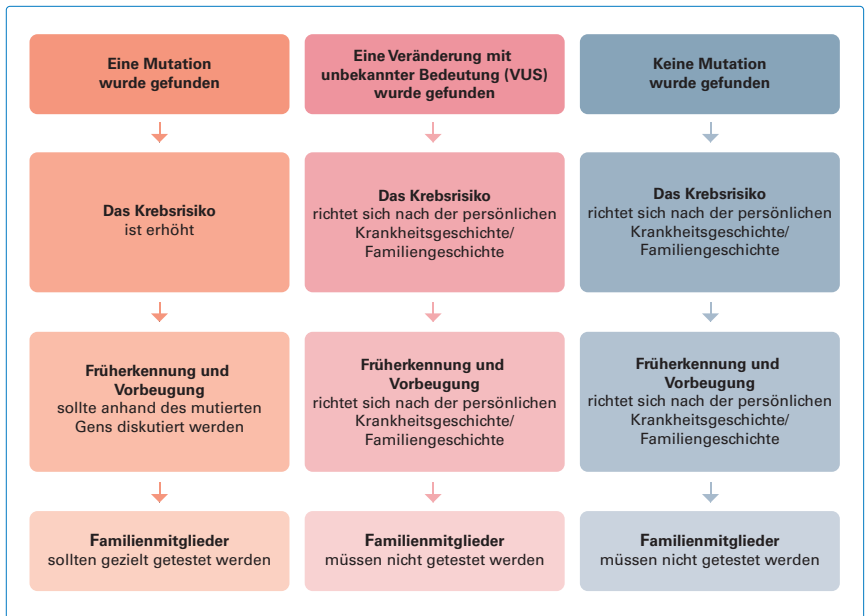 Eine Mutation
wurde gefunden
Das Krebsrisiko
ist erhöht
Früherkennung und
Vorbeugung
sollte anhand des mutierten
Gens diskutiert werden
Familienmitglieder
sollten gezielt getestet werden
Eine Veränderung mit
unbekannter Bedeutung (VUS)
wurde gefunden
Das Krebsrisiko
richtet sich nach der persönlichen
Krankheitsgeschichte/
Familiengeschichte
Früherkennung und
Vorbeugung
richtet sich nach der persönlichen
Krankheitsgeschichte/
Familiengeschichte
Familienmitglieder
müssen nicht getestet werden
Keine Mutation
wurde gefunden
Das Krebsrisiko
richtet sich nach der persönlichen
Krankheitsgeschichte/
Familiengeschichte
Früherkennung und
Vorbeugung
richtet sich nach der persönlichen
Krankheitsgeschichte/
Familiengeschichte
Familienmitglieder
müssen nicht getestet werden